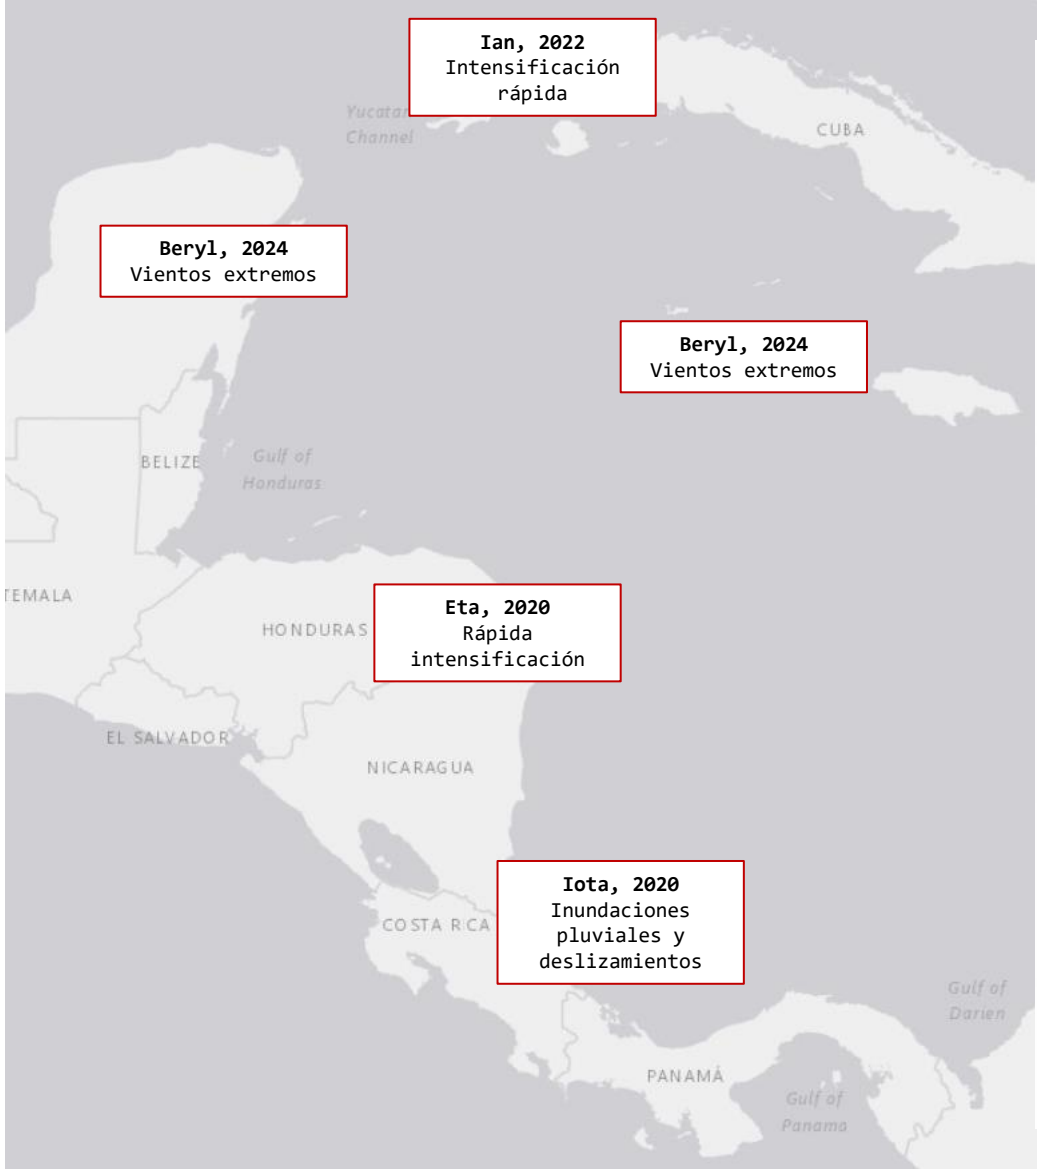 Ian, 2022
Intensificación
rápida
Yucatan
Channel
CUBA
Beryl, 2024
Vientos extremos
Beryl, 2024
Vientos extremos
BELIZE
Gulf of
Honduras
TEMALA
HONDURAS
Eta, 2020
Rápida
intensificación
EL SALVADOR
NICARAGUA
Iota, 2020
Inundaciones
pluviales y
deslizamientos
COSTA RICA
Gulf of
Darien
PANAMÁ
Gulf of
Panama